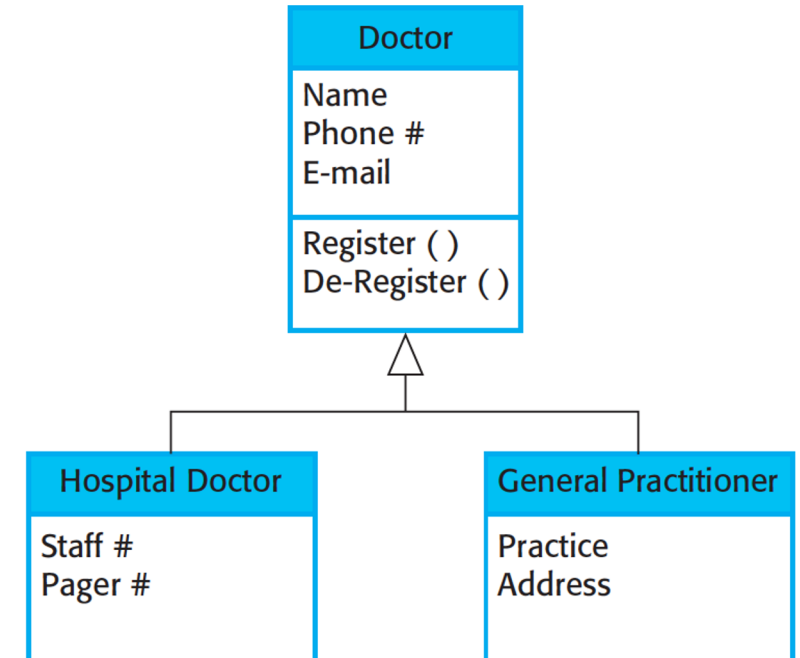 Doctor
Name
Phone #
E-mail
Register ( )
De-Register ( )
Hospital Doctor
Staff #
Pager #
General Practitioner
Practice
Address